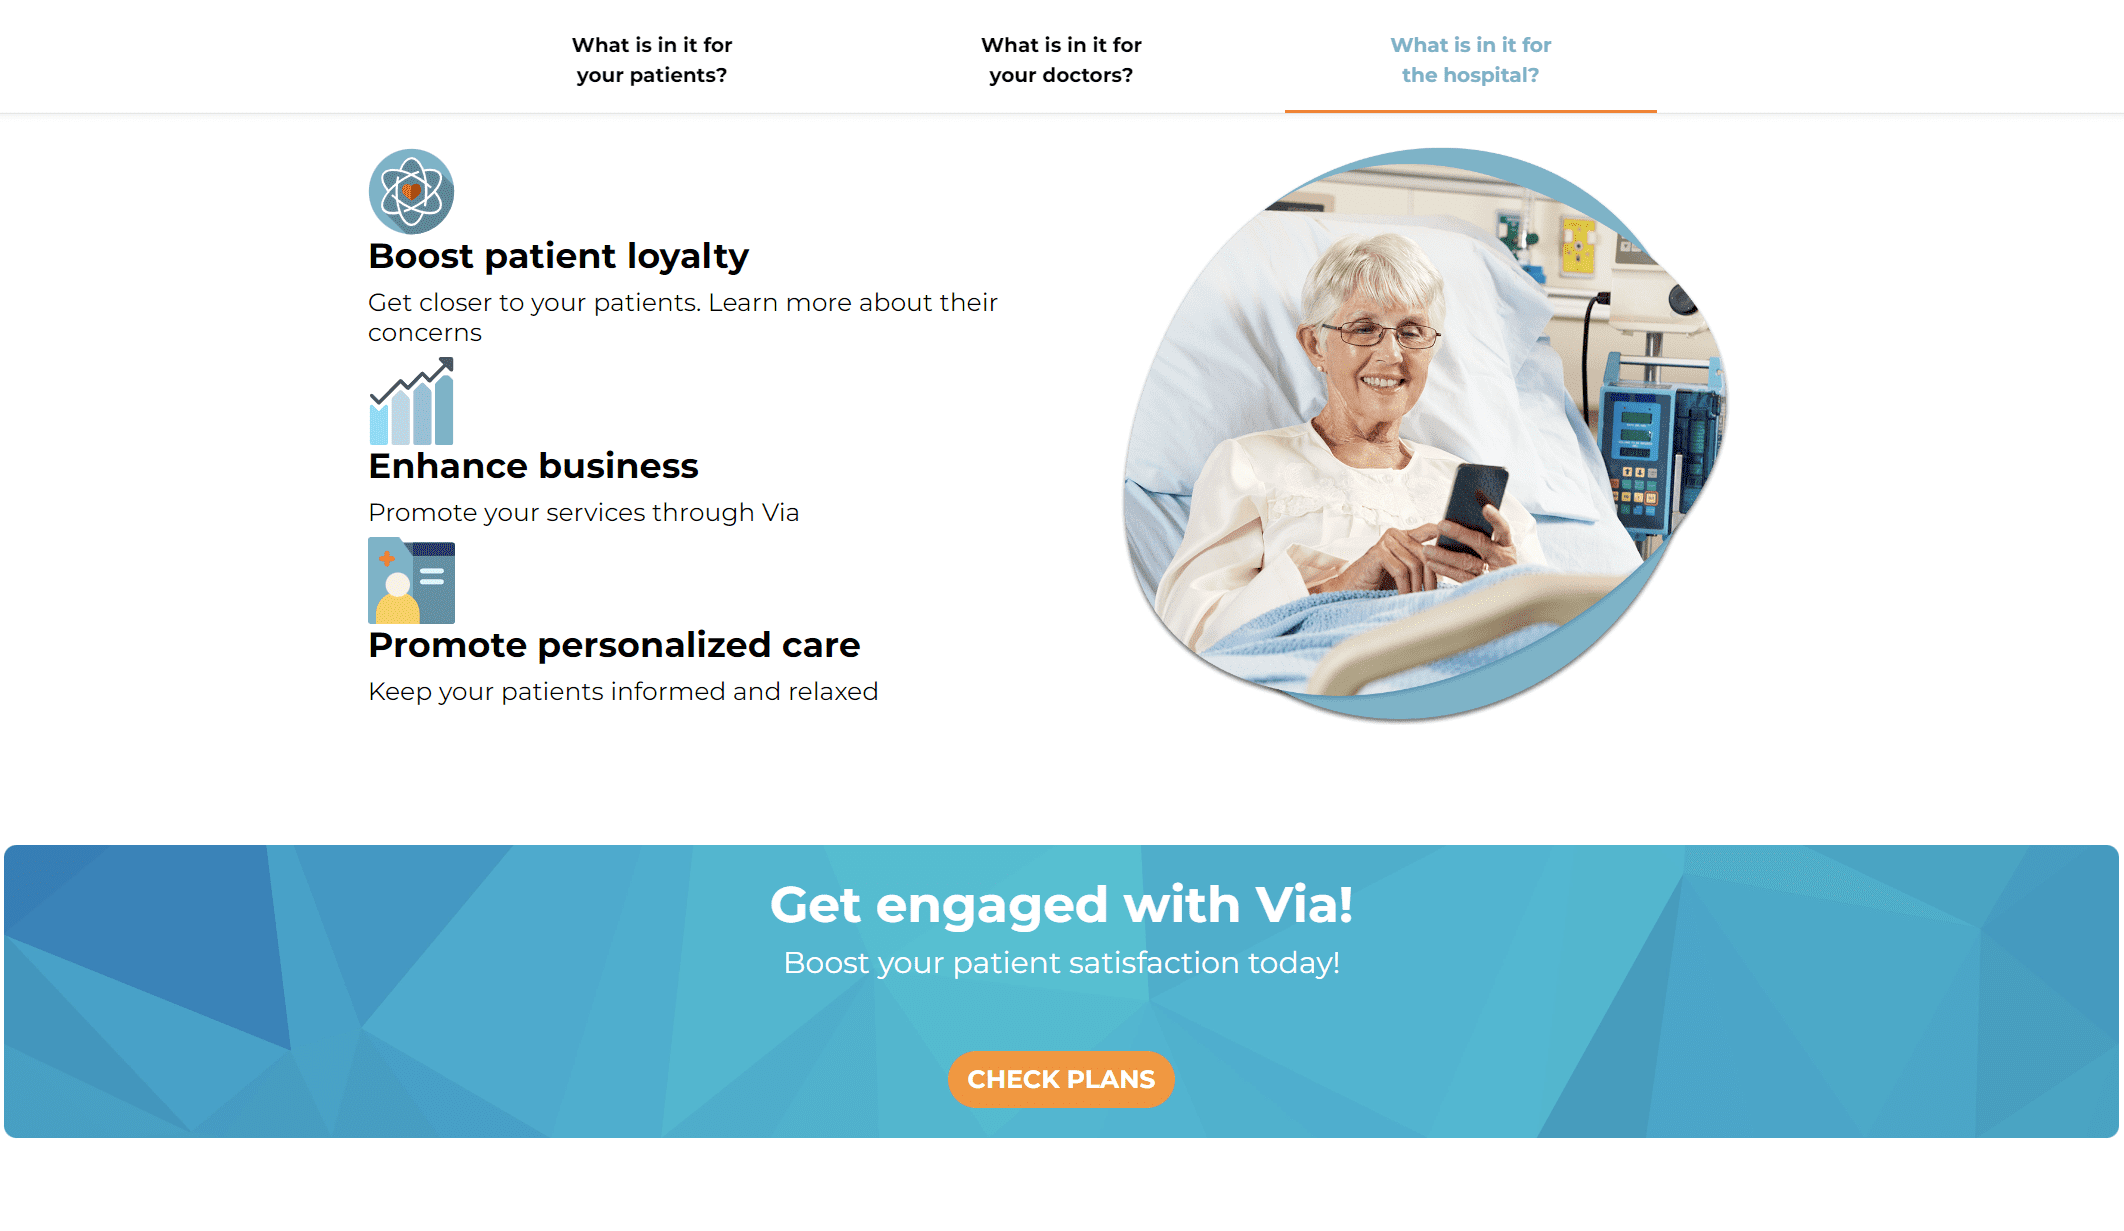 What is in it for
your patients?
What is in it for
your doctors?
What is in it for
the hospital?
Boost patient loyalty
Get closer to your patients. Learn more about their
concerns
Enhance business
Promote your services through Via
Promote personalized care
Keep your patients informed and relaxed
Get engaged with Via!
Boost your patient satisfaction today!
CHECK PLANS